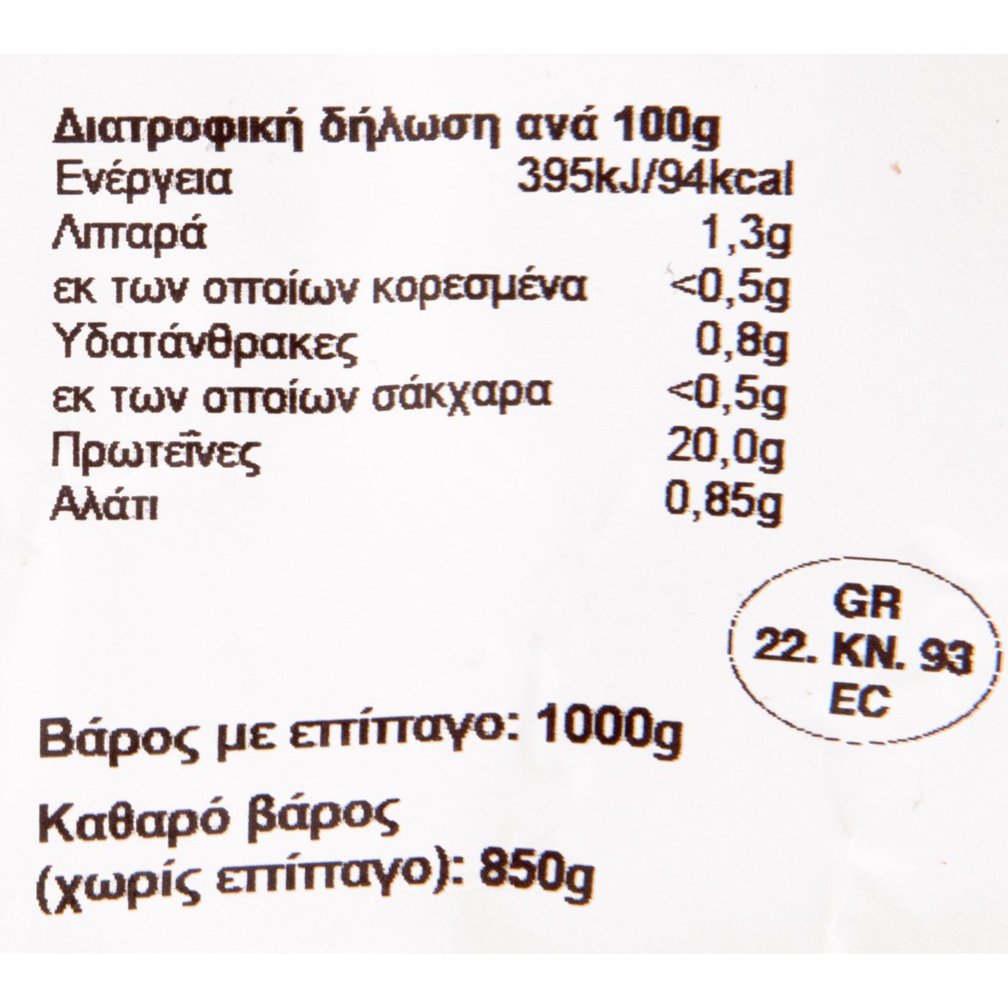 Διατροφική δήλωση ανά 100g
Ενέργεια 395kJ/94kcal
Λιπαρά 1,3g
εκ των οποίων κορεσμένα <0,5g
Υδατάνθρακες 0,8g
εκ των οποίων σάκχαρα <0,5g
Πρωτεΐνες 20,0g
Αλάτι 0,85g
GR
22. KN. 93
EC
Βάρος με επίπαγο: 1000g
Καθαρό βάρος
(χωρίς επίπαγο): 850g